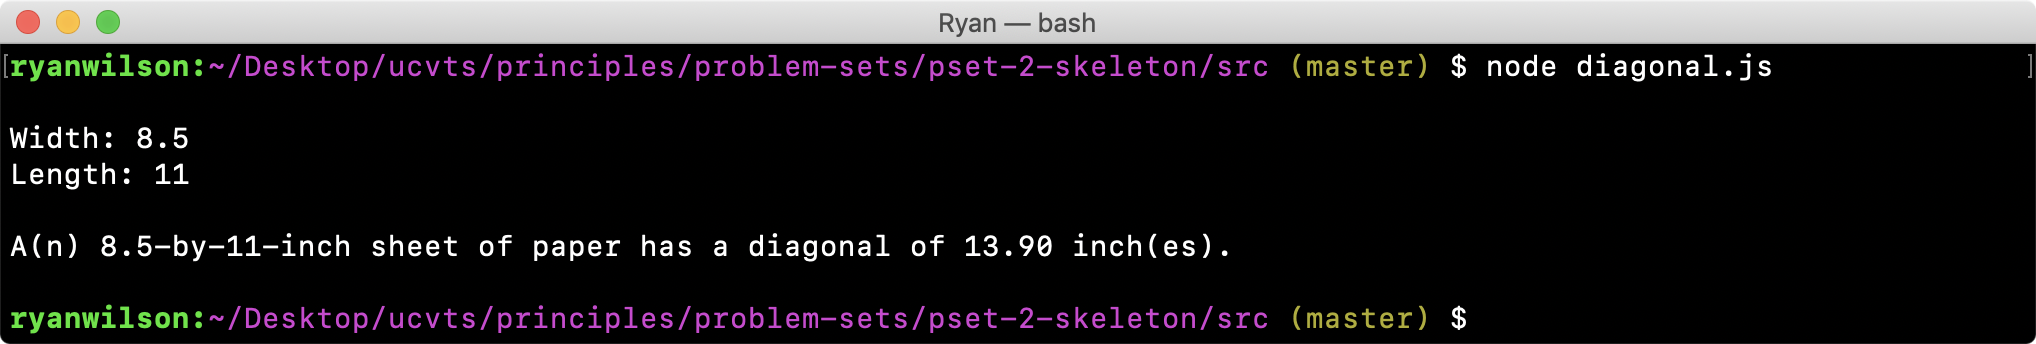 Ryan — bash
[ryanwilson:~/Desktop/ucvts/principles/problem-sets/pset-2-skeleton/src (master) $ node diagonal.js ]
Width: 8.5
Length: 11
A(n) 8.5-by-11-inch sheet of paper has a diagonal of 13.90 inch(es).
ryanwilson:~/Desktop/ucvts/principles/problem-sets/pset-2-skeleton/src (master) $